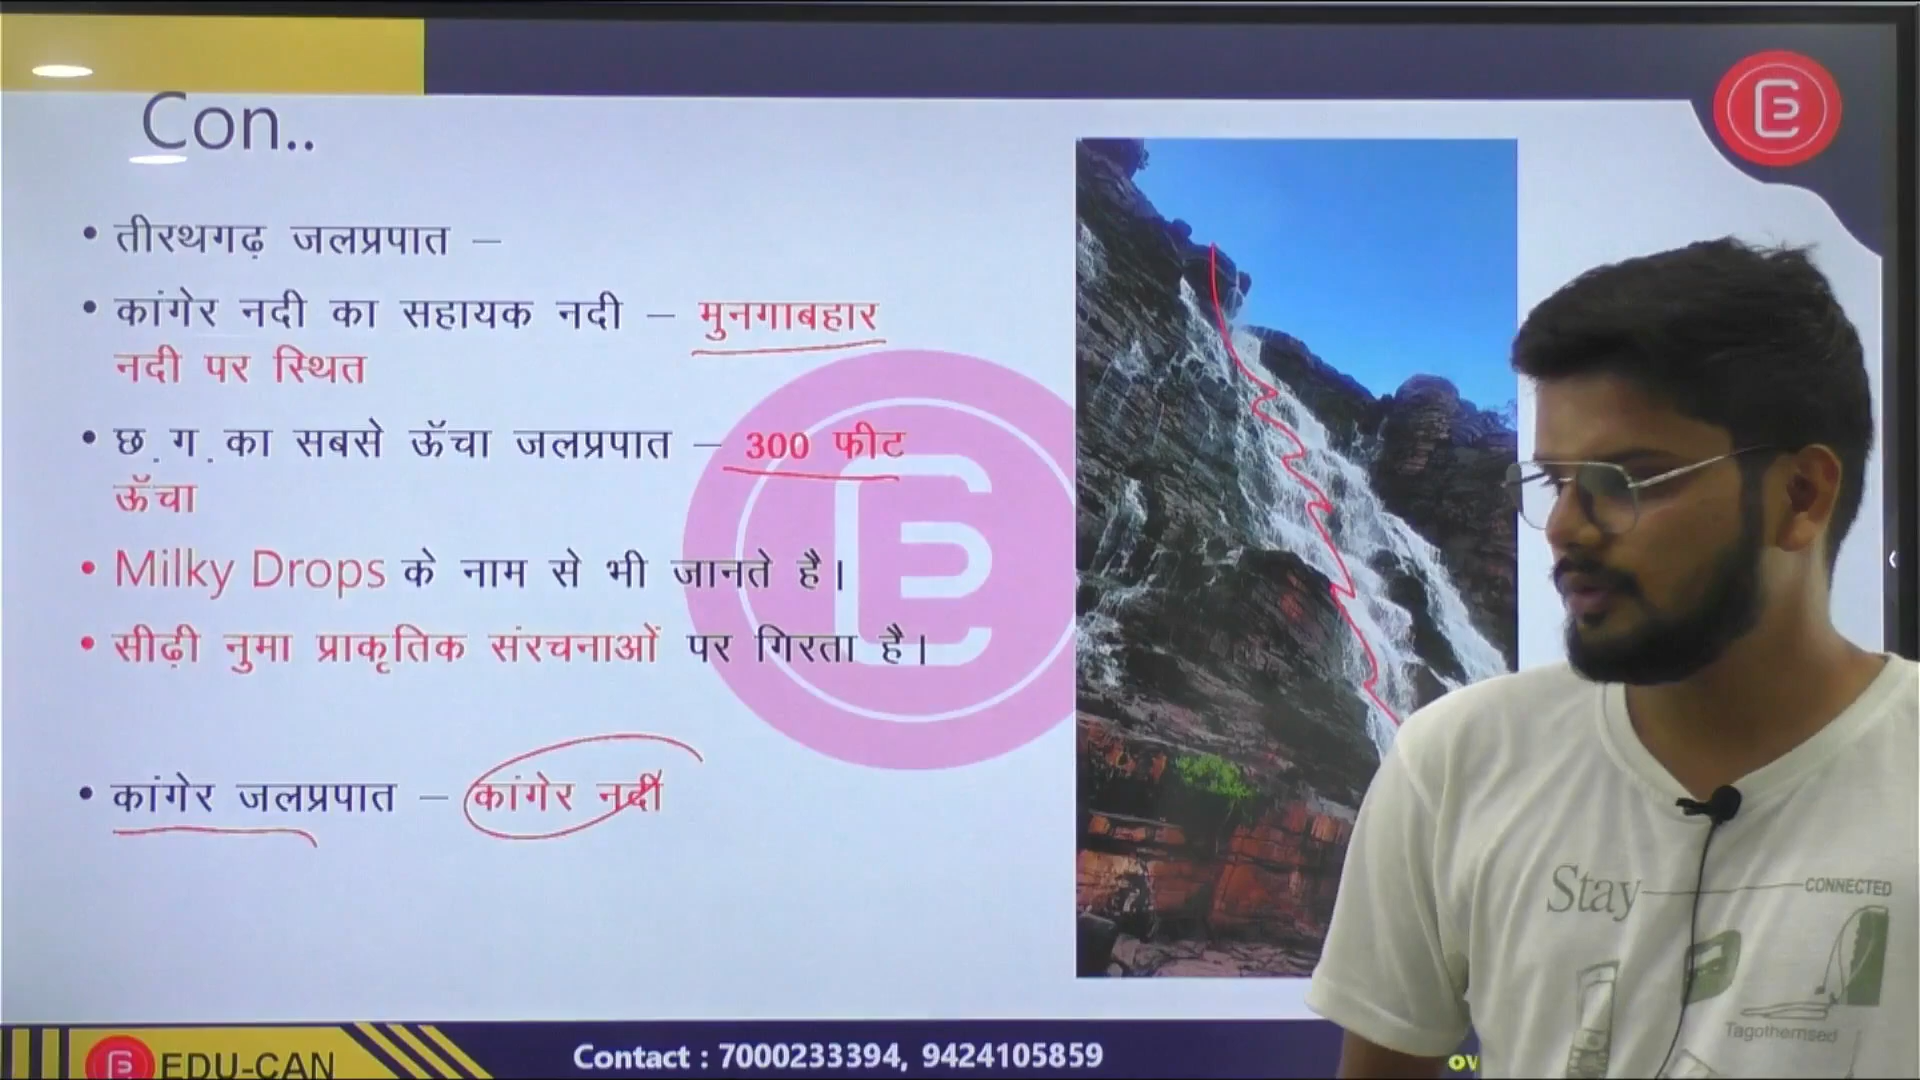 Con..
• तीरथगढ़ जलप्रपात –
• कांगेर नदी का सहायक नदी – मुनगाबहार
नदी पर स्थित
• छ.ग.का सबसे ऊँचा जलप्रपात – 300 फीट
ऊँचा
• Milky Drops के नाम से भी जानते है।
• सीढ़ी नुमा प्राकृतिक संरचनाओं पर गिरता है।
• कांगेर जलप्रपात – कांगेर नदी
Stay CONNECTED
Tagothernsed
EDU-CAN
Contact : 7000233394, 9424105859